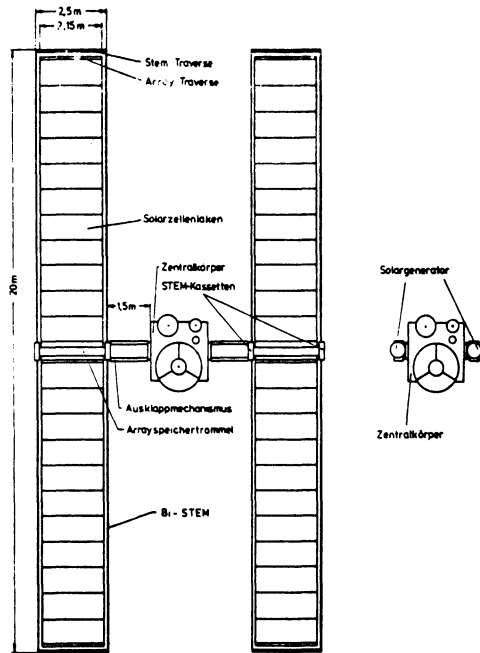 2,5m
2,15m
Stem Traverse
Array Traverse
Solarzellenlaken
20m
Zentralkörper
STEM-Kassetten
1,5m
Solargenerator
Ausklappmechanismus
Arrayspeichertrommel
Zentralkörper
Bi-STEM